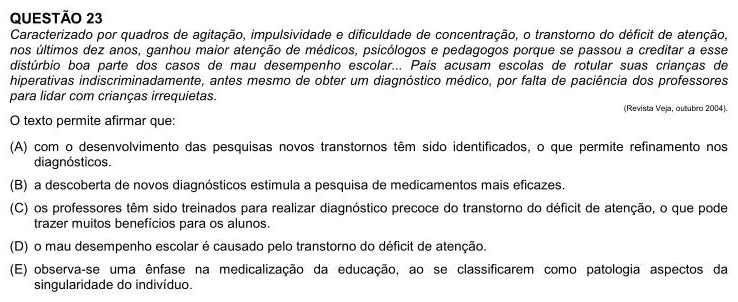 QUESTÃO 23
Caracterizado por quadros de agitação, impulsividade e dificuldade de concentração, o transtorno do déficit de atenção,
nos últimos dez anos, ganhou maior atenção de médicos, psicólogos e pedagogos porque se passou a creditar a esse
distúrbio boa parte dos casos de mau desempenho escolar... Pais acusam escolas de rotular suas crianças de
hiperativas indiscriminadamente, antes mesmo de obter um diagnóstico médico, por falta de paciência dos professores
para lidar com crianças irrequietas.
(Revista Veja, outubro 2004).
O texto permite afirmar que:
(A) com o desenvolvimento das pesquisas novos transtornos têm sido identificados, o que permite refinamento nos
diagnósticos.
(B) a descoberta de novos diagnósticos estimula a pesquisa de medicamentos mais eficazes.
(C) os professores têm sido treinados para realizar diagnóstico precoce do transtorno do déficit de atenção, o que pode
trazer muitos benefícios para os alunos.
(D) o mau desempenho escolar é causado pelo transtorno do déficit de atenção.
(E) observa-se uma ênfase na medicalização da educação, ao se classificarem como patologia aspectos da
singularidade do indivíduo.